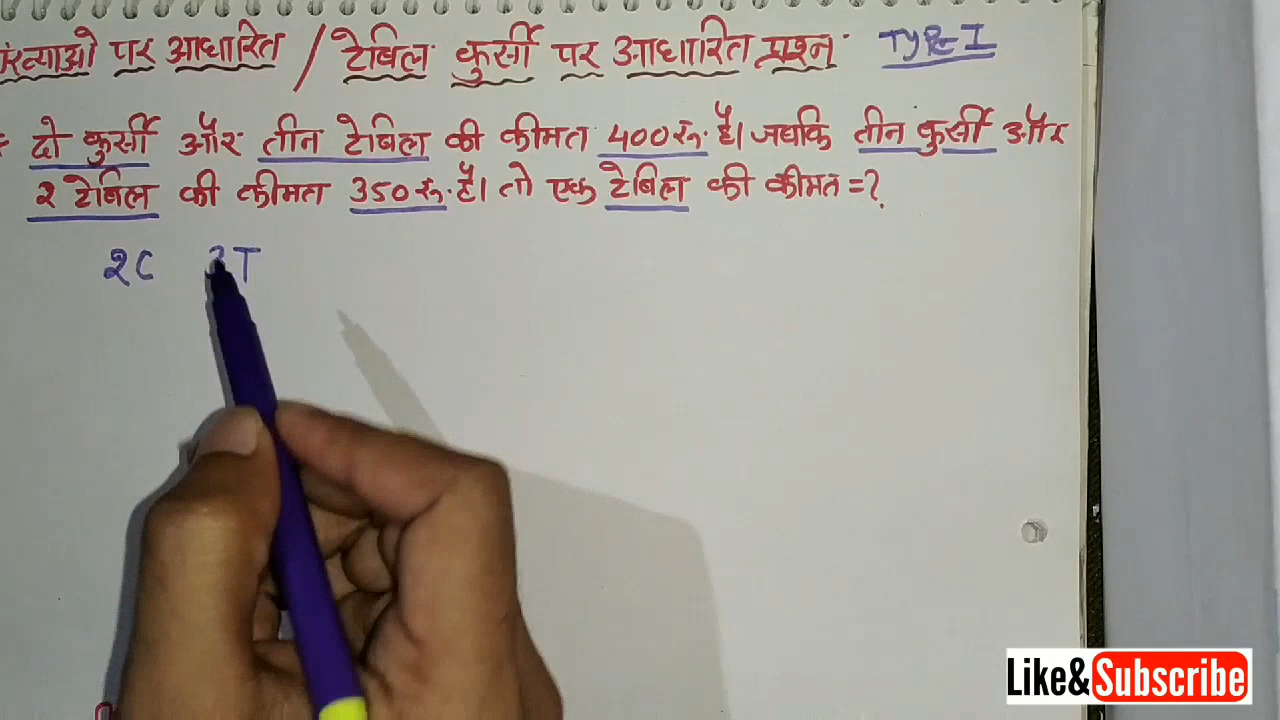 पर आधारित / टेबिल कुर्सी पर आधारित प्रश्न TYPE-I
दो कुर्सी और तीन टेबिल की कीमत 400रू. है। जबकि तीन कुर्सी और
२ टेबिल की कीमत 350रू. है। तो एक टेबिल की कीमत =?
2C 3T
Like&Subscribe